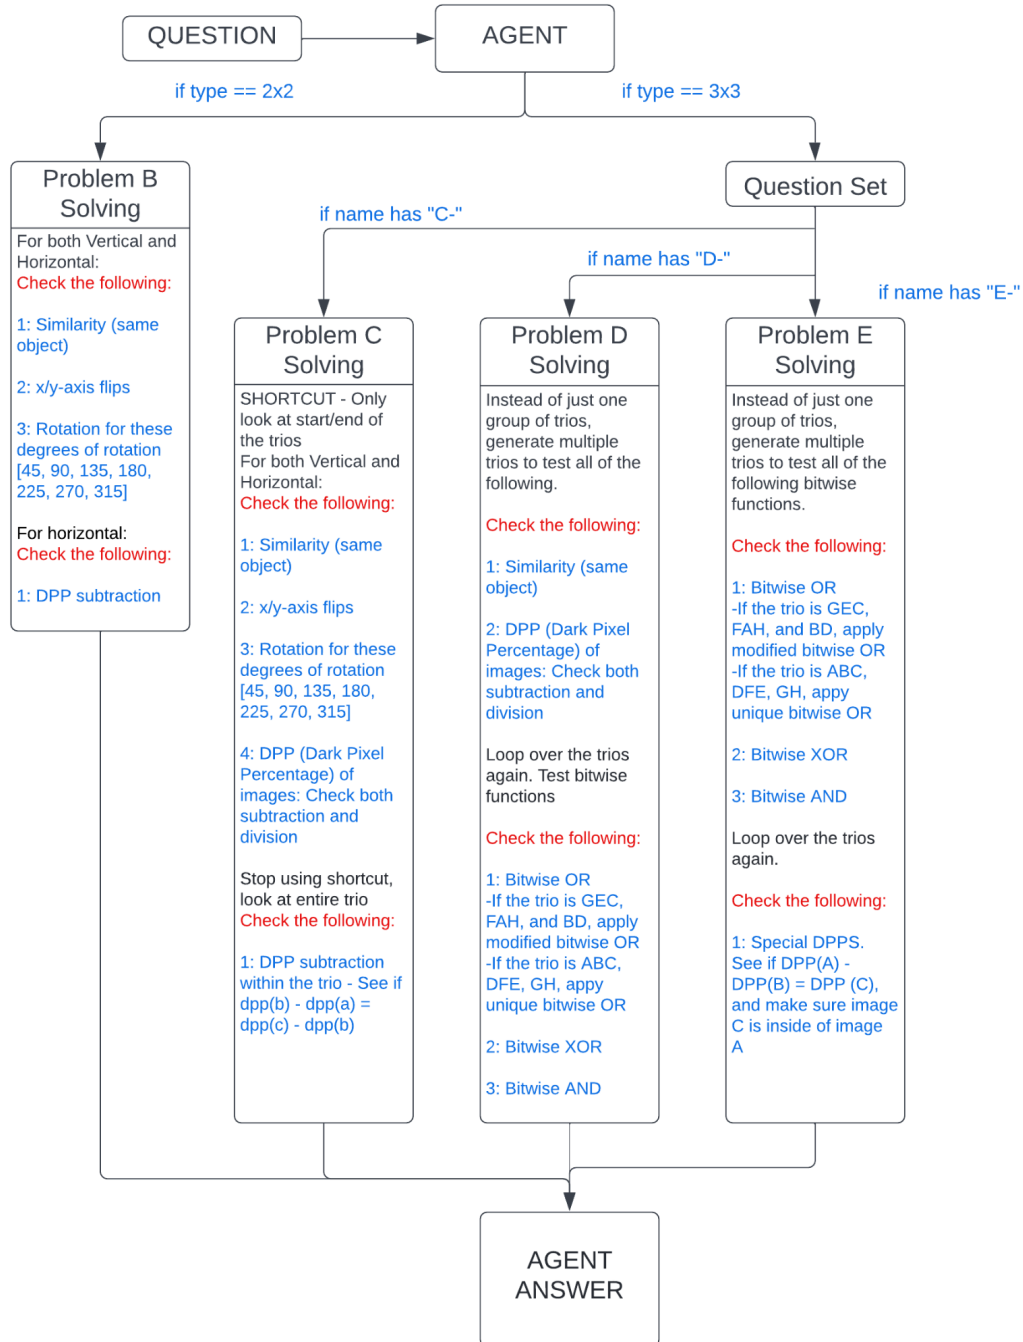 QUESTION
AGENT
if type == 2x2
if type == 3x3
Problem B
Solving
For both Vertical and
Horizontal:
Check the following:
1: Similarity (same
object)
2: x/y-axis flips
3: Rotation for these
degrees of rotation
[45, 90, 135, 180,
225, 270, 315]
For horizontal:
Check the following:
1: DPP subtraction
Question Set
if name has "C-"
if name has "D-"
if name has "E-"
Problem C
Solving
SHORTCUT - Only
look at start/end of
the trios
For both Vertical and
Horizontal:
Check the following:
1: Similarity (same
object)
2: x/y-axis flips
3: Rotation for these
degrees of rotation
[45, 90, 135, 180,
225, 270, 315]
4: DPP (Dark Pixel
Percentage) of
images: Check both
subtraction and
division
Stop using shortcut,
look at entire trio
Check the following:
1: DPP subtraction
within the trio - See if
dpp(b) - dpp(a) =
dpp(c) - dpp(b)
Problem D
Solving
Instead of just one
group of trios,
generate multiple
trios to test all of the
following.
Check the following:
1: Similarity (same
object)
2: DPP (Dark Pixel
Percentage) of
images: Check both
subtraction and
division
Loop over the trios
again. Test bitwise
functions
Check the following:
1: Bitwise OR
-If the trio is GEC,
FAH, and BD, apply
modified bitwise OR
-If the trio is ABC,
DFE, GH, appy
unique bitwise OR
2: Bitwise XOR
3: Bitwise AND
Problem E
Solving
Instead of just one
group of trios,
generate multiple
trios to test all of the
following bitwise
functions.
Check the following:
1: Bitwise OR
-If the trio is GEC,
FAH, and BD, apply
modified bitwise OR
-If the trio is ABC,
DFE, GH, appy
unique bitwise OR
2: Bitwise XOR
3: Bitwise AND
Loop over the trios
again.
Check the following:
1: Special DPPS.
See if DPP(A) -
DPP(B) = DPP (C),
and make sure image
C is inside of image
A
AGENT
ANSWER